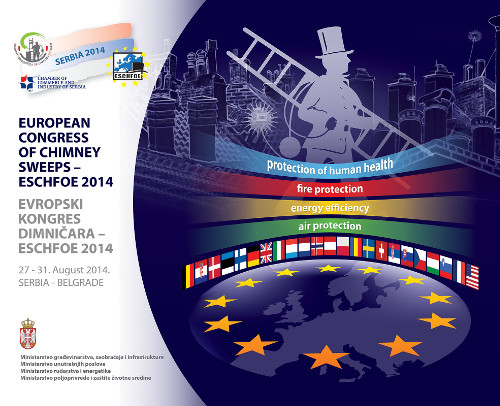 SERBIA 2014
CHAMBER OF
COMMERCE AND
INDUSTRY OF SERBIA
ESCHFOE
EUROPEAN
CONGRESS
OF CHIMNEY
SWEEPS –
ESCHFOE 2014
EVROPSKI
KONGRES
DIMNIČARA –
ESCHFOE 2014
27 - 31. August 2014.
SERBIA - BELGRADE
protection of human health
fire protection
energy efficiency
air protection
Ministarstvo građevinarstva, saobraćaja i infrastrukture
Ministarstvo unutrašnjih poslova
Ministarstvo rudarstva i energetike
Ministarstvo poljoprivrede i zaštite životne sredine